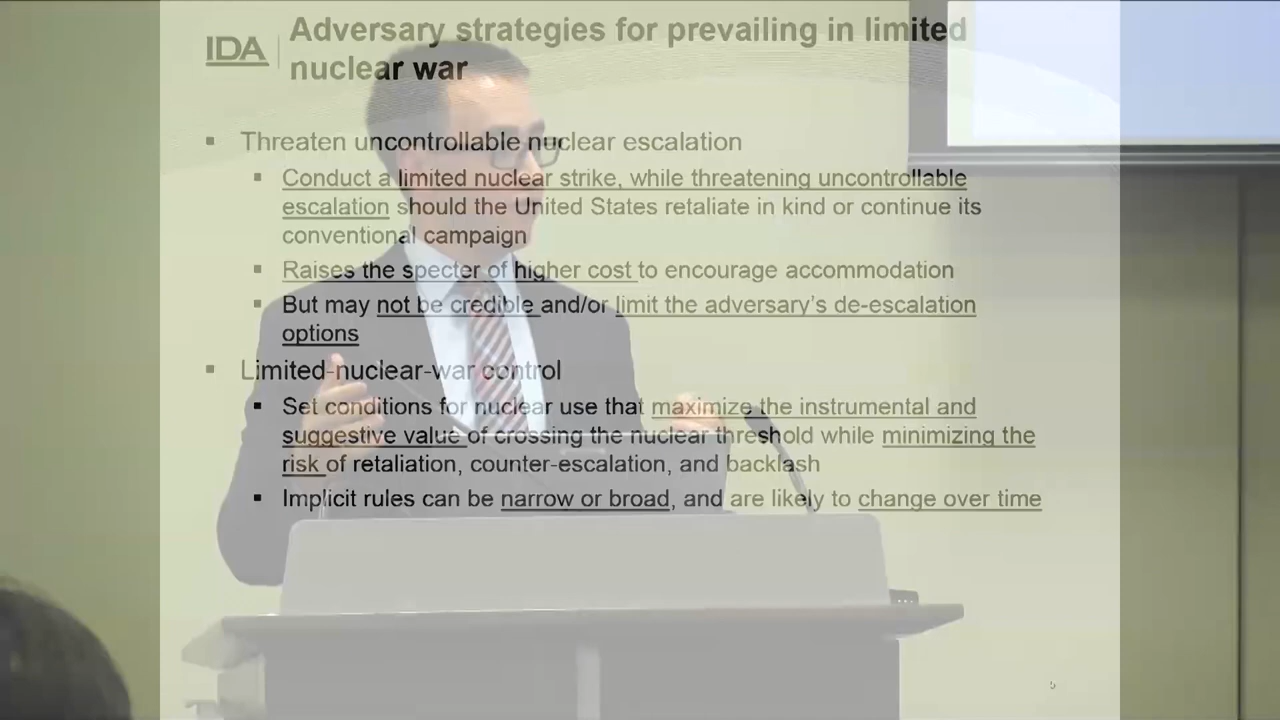 IDA
Adversary strategies for prevailing in limited
nuclear war
▪ Threaten uncontrollable nuclear escalation
▪ Conduct a limited nuclear strike, while threatening uncontrollable
escalation should the United States retaliate in kind or continue its
conventional campaign
▪ Raises the specter of higher cost to encourage accommodation
▪ But may not be credible and/or limit the adversary's de-escalation
options
▪ Limited-nuclear-war control
▪ Set conditions for nuclear use that maximize the instrumental and
suggestive value of crossing the nuclear threshold while minimizing the
risk of retaliation, counter-escalation, and backlash
▪ Implicit rules can be narrow or broad, and are likely to change over time